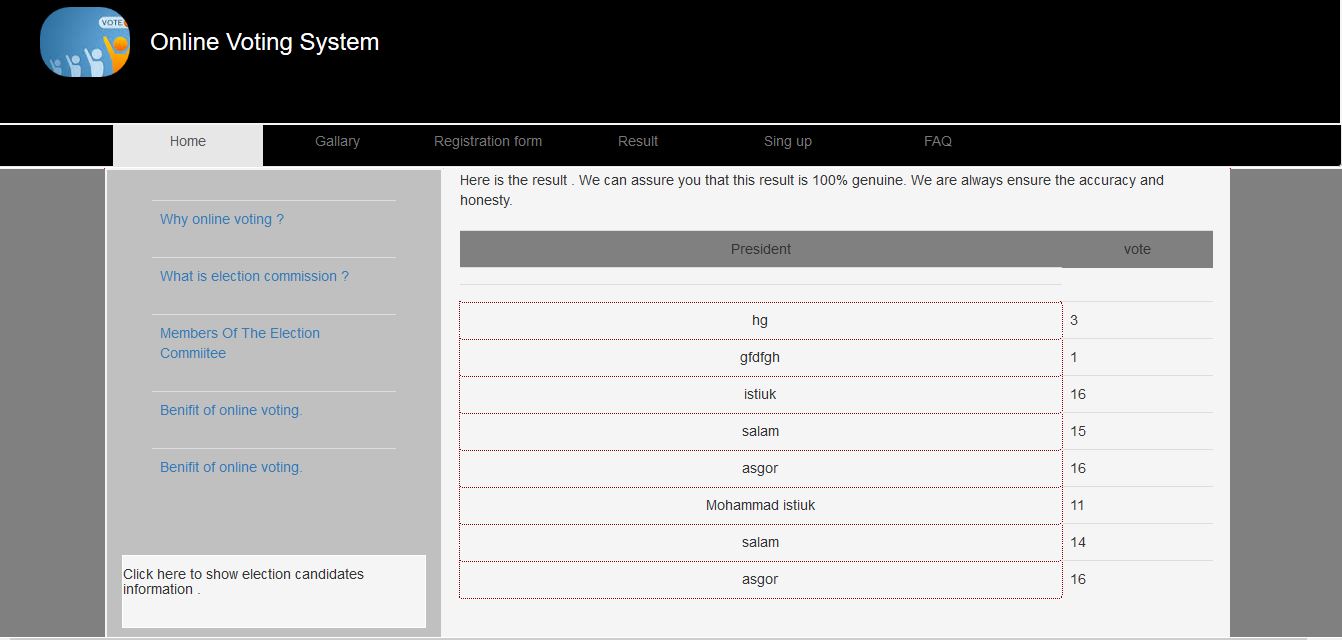 VOTE
Online Voting System
Home Gallary Registration form Result Sing up FAQ
Why online voting ?
What is election commission ?
Members Of The Election
Commiitee
Benifit of online voting.
Benifit of online voting.
Click here to show election candidates
information .
Here is the result . We can assure you that this result is 100% genuine. We are always ensure the accuracy and
honesty.
President vote
hg 3
gfdfgh 1
istiuk 16
salam 15
asgor 16
Mohammad istiuk 11
salam 14
asgor 16